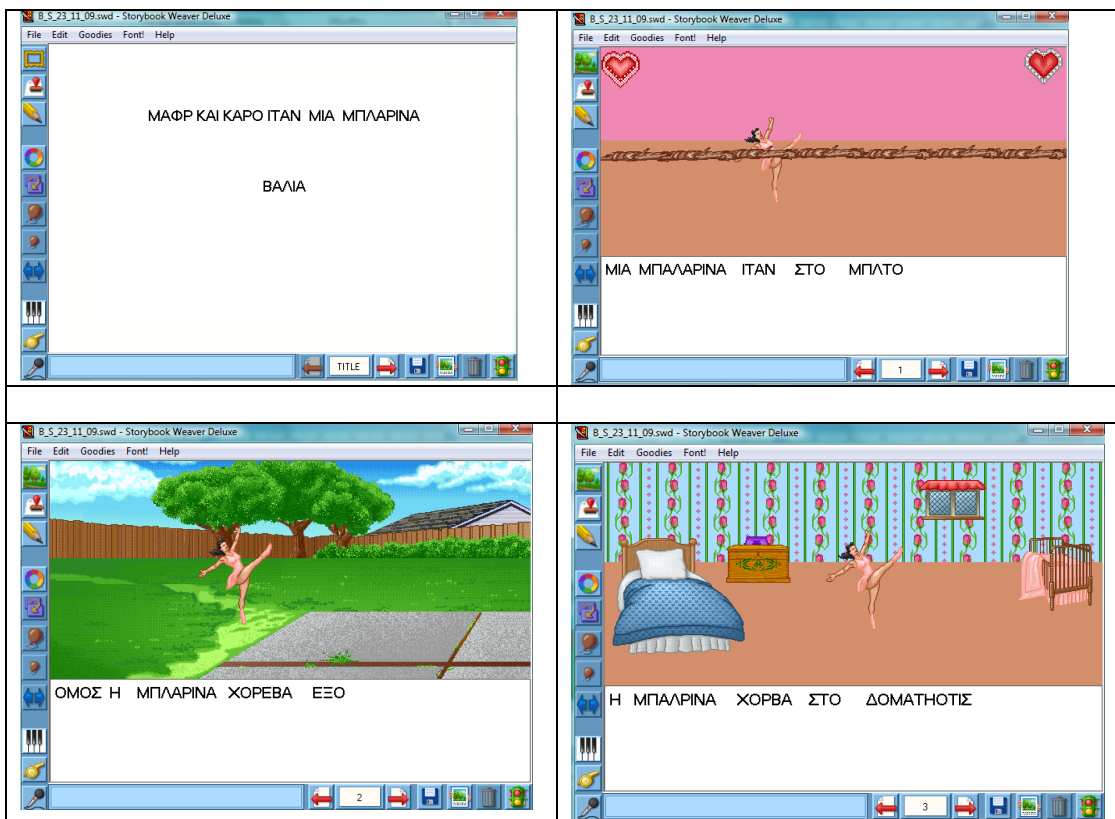 B_S_23_11_09.swd - Storybook Weaver Deluxe
File Edit Goodies Font! Help
ΜΑΦΡ ΚΑΙ ΚΑΡΟ ΙΤΑΝ ΜΙΑ ΜΠΛΑΡΙΝΑ
ΒΑΛΙΑ
TITLE
B_S_23_11_09.swd - Storybook Weaver Deluxe
File Edit Goodies Font! Help
ΜΙΑ ΜΠΑΛΑΡΙΝΑ ΙΤΑΝ ΣΤΟ ΜΠΛΤΟ
1
B_S_23_11_09.swd - Storybook Weaver Deluxe
File Edit Goodies Font! Help
ΟΜΟΣ Η ΜΠΛΑΡΙΝΑ ΧΟΡΕΒΑ ΕΞΟ
2
B_S_23_11_09.swd - Storybook Weaver Deluxe
File Edit Goodies Font! Help
Η ΜΠΑΛΡΙΝΑ ΧΟΡΒΑ ΣΤΟ ΔΟΜΑΤΗΟΤΙΣ
3